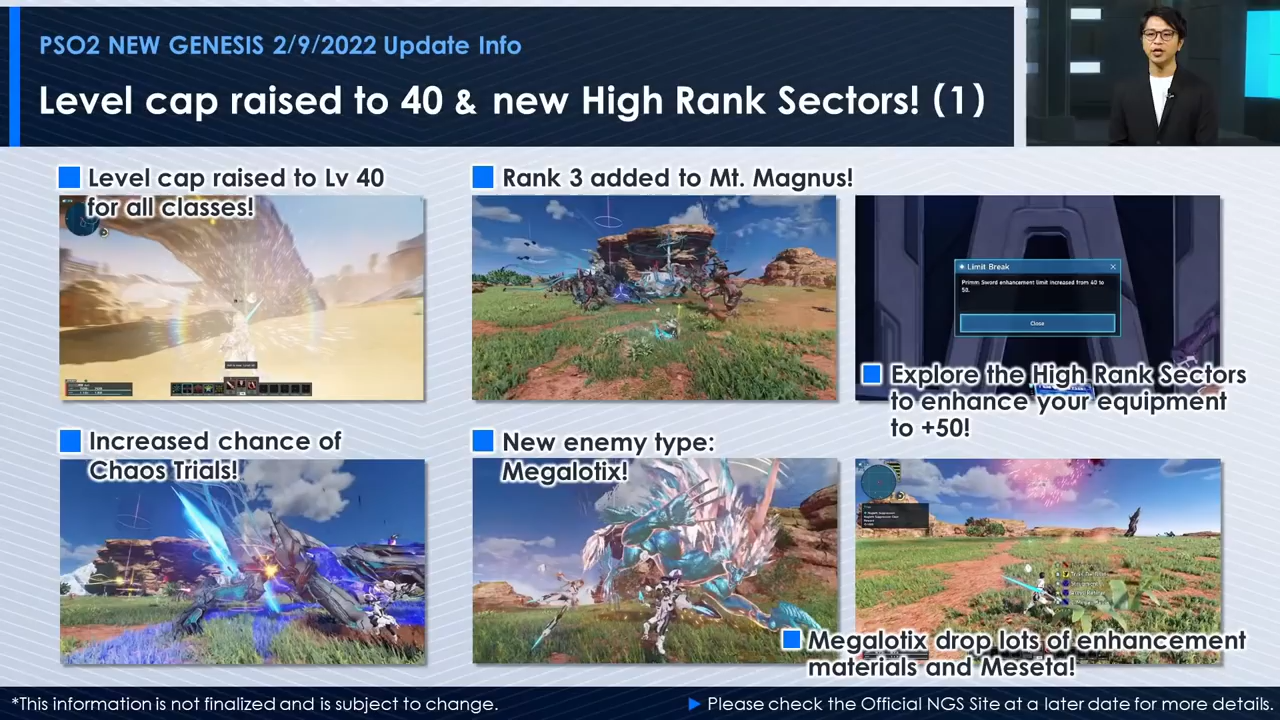 PSO2 NEW GENESIS 2/9/2022 Update Info
Level cap raised to 40 & new High Rank Sectors! (1)
Level cap raised to Lv 40
for all classes!
Rank 3 added to Mt. Magnus!
Limit Break
Primm Sword enhancement limit increased from 40 to
50.
Close
Explore the High Rank Sectors
to enhance your equipment
to +50!
Increased chance of
Chaos Trials!
New enemy type:
Megalotix!
Megalotix drop lots of enhancement
materials and Meseta!
*This information is not finalized and is subject to change.
Please check the Official NGS Site at a later date for more details.